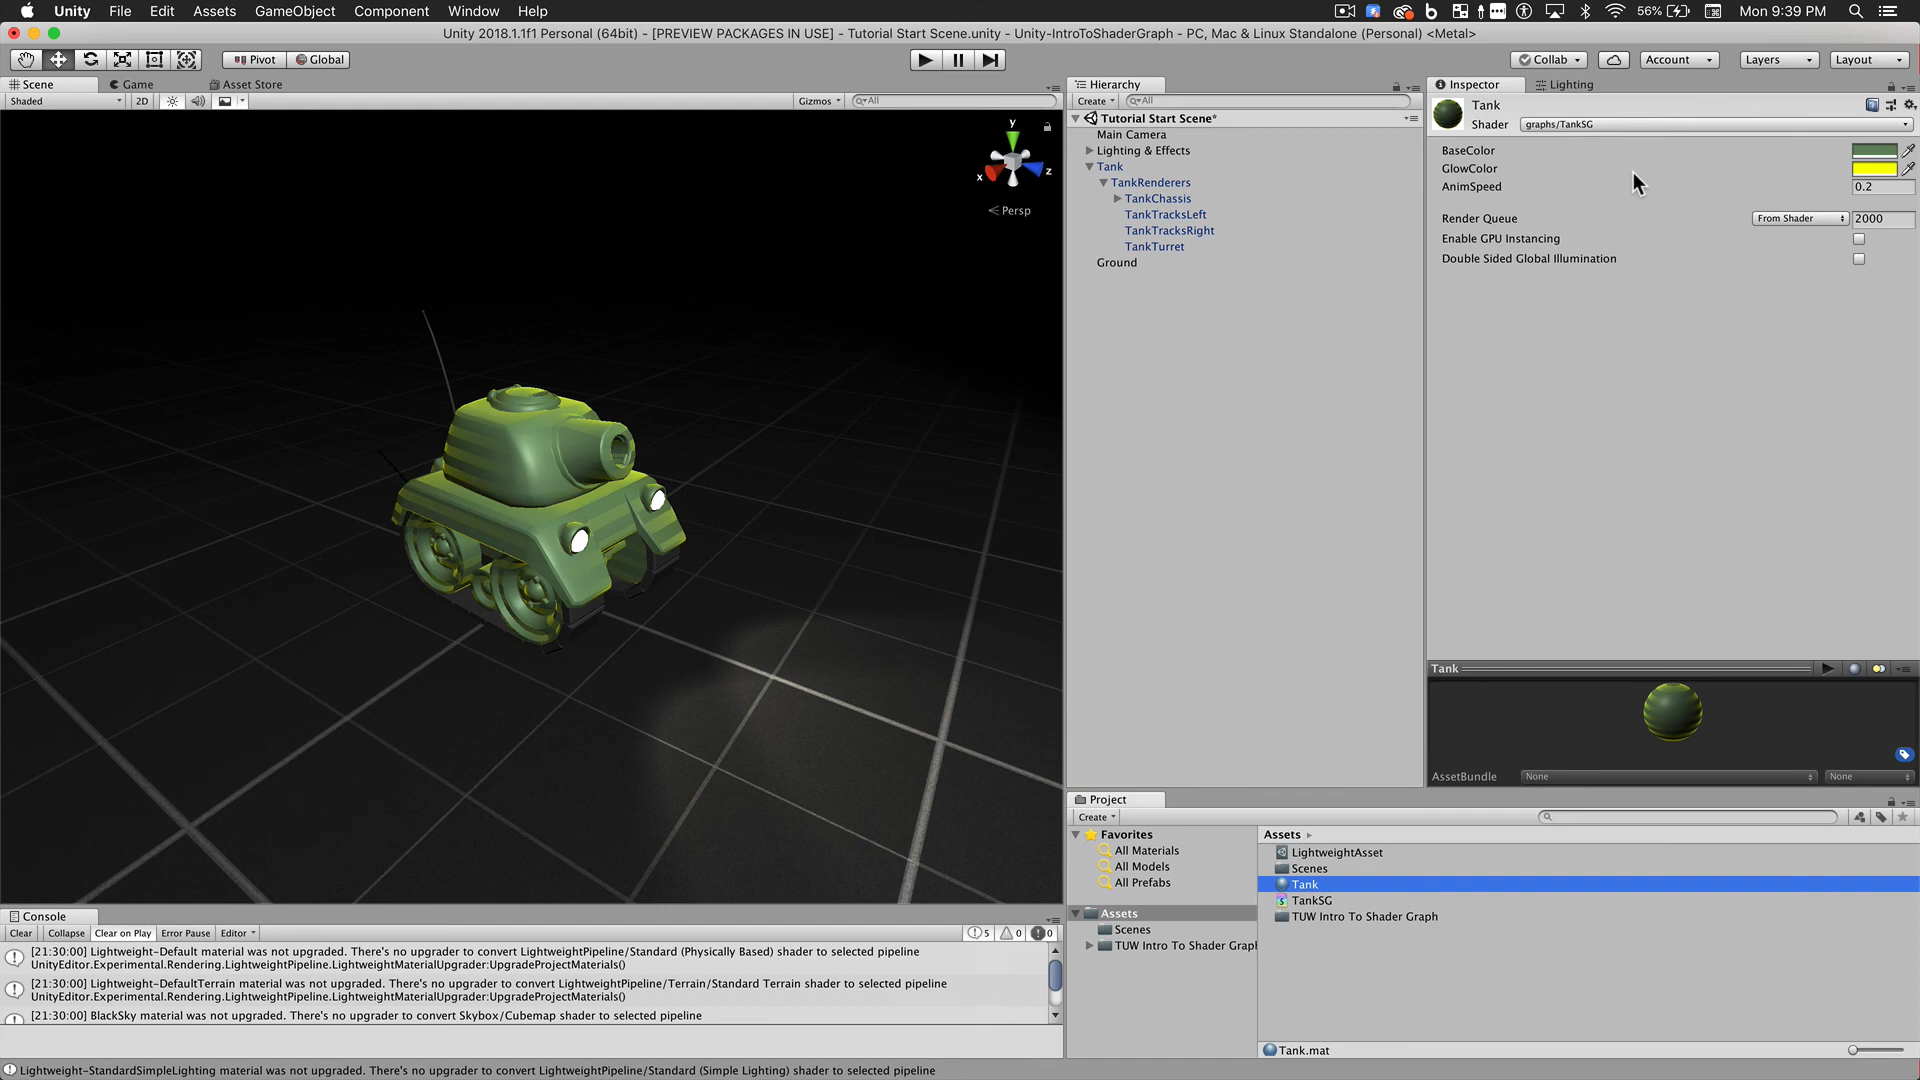 Unity File Edit Assets GameObject Component Window Help
56% Mon 9:39 PM
Unity 2018.1.1f1 Personal (64bit) - [PREVIEW PACKAGES IN USE] - Tutorial Start Scene.unity - Unity-IntroToShaderGraph - PC, Mac & Linux Standalone (Personal) <Metal>
Pivot Global
Collab Account Layers Layout
Scene Game Asset Store
Shaded 2D Gizmos All
y
x
z
Persp
Hierarchy
Create All
Tutorial Start Scene*
Main Camera
Lighting & Effects
Tank
TankRenderers
TankChassis
TankTracksLeft
TankTracksRight
TankTurret
Ground
Inspector Lighting
Tank
Shader graphs/TankSG
BaseColor
GlowColor
AnimSpeed 0.2
Render Queue From Shader 2000
Enable GPU Instancing
Double Sided Global Illumination
Tank
AssetBundle None None
Project
Create
Favorites
All Materials
All Models
All Prefabs
Assets
Scenes
TUW Intro To Shader Graph
Assets
LightweightAsset
Scenes
Tank
TankSG
TUW Intro To Shader Graph
Tank.mat
Console
Clear Collapse Clear on Play Error Pause Editor 5 0 0
[21:30:00] Lightweight-Default material was not upgraded. There's no upgrader to convert LightweightPipeline/Standard (Physically Based) shader to selected pipeline
UnityEditor.Experimental.Rendering.LightweightPipeline.LightweightMaterialUpgrader:UpgradeProjectMaterials()
[21:30:00] Lightweight-DefaultTerrain material was not upgraded. There's no upgrader to convert LightweightPipeline/Terrain/Standard Terrain shader to selected pipeline
UnityEditor.Experimental.Rendering.LightweightPipeline.LightweightMaterialUpgrader:UpgradeProjectMaterials()
[21:30:00] BlackSky material was not upgraded. There's no upgrader to convert Skybox/Cubemap shader to selected pipeline
Lightweight-StandardSimpleLighting material was not upgraded. There's no upgrader to convert LightweightPipeline/Standard (Simple Lighting) shader to selected pipeline